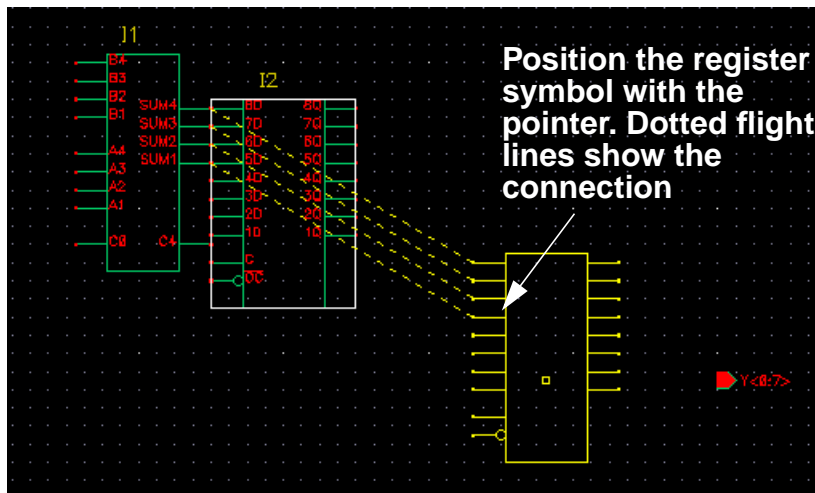 I1
I2
Position the register
symbol with the
pointer. Dotted flight
lines show the
connection
B4
B3
B2
B1
A4
A3
A2
A1
C0
SUM4
SUM3
SUM2
SUM1
C4
8D
7D
6D
5D
4D
3D
2D
1D
C
OC
8Q
7Q
6Q
5Q
4Q
3Q
2Q
1Q
Y<0:7>